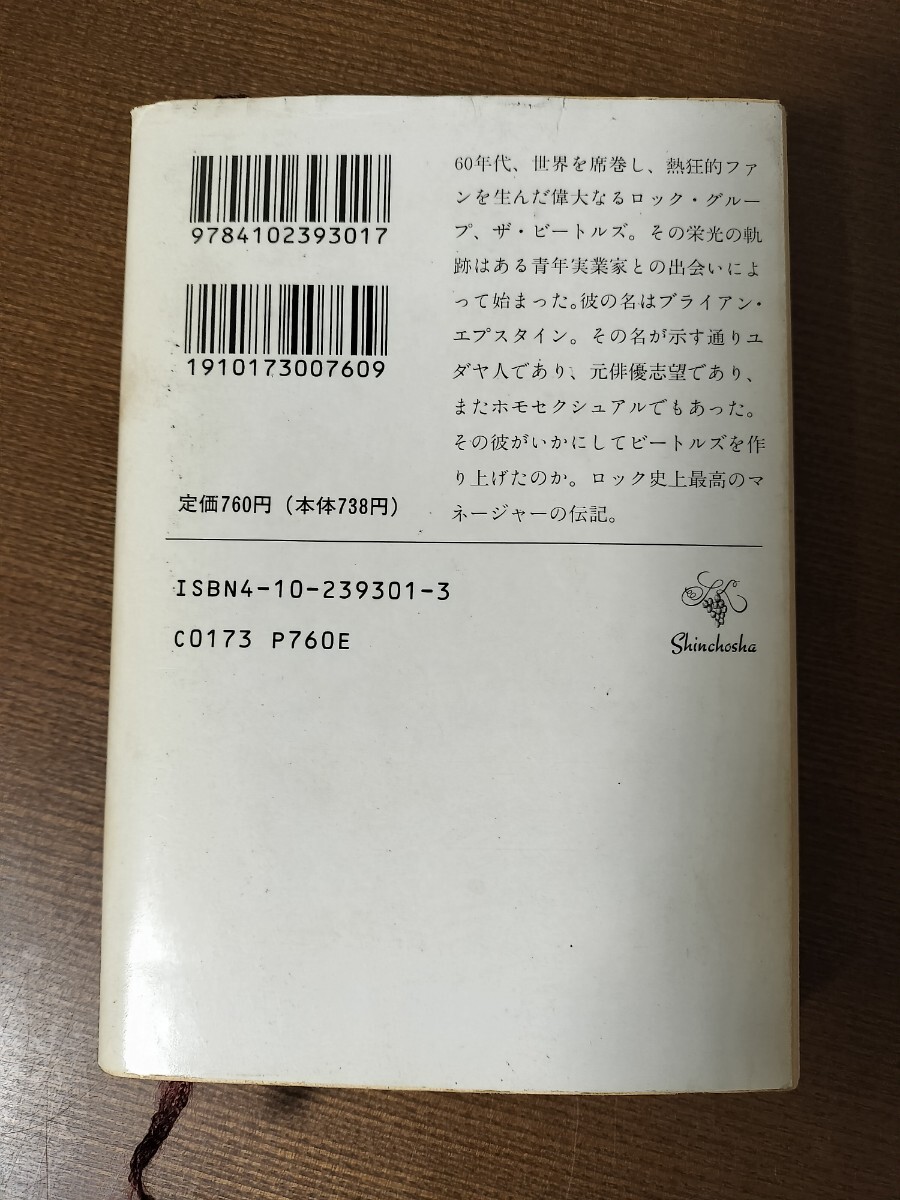 9784102393017
1910173007609
定価760円（本体738円）
60年代、世界を席巻し、熱狂的ファ
ンを生んだ偉大なるロック・グルー
プ、ザ・ビートルズ。その栄光の軌
跡はある青年実業家との出会いによ
って始まった。彼の名はブライアン・
エプスタイン。その名が示す通りユ
ダヤ人であり、元俳優志望であり、
またホモセクシュアルでもあった。
その彼がいかにしてビートルズを作
り上げたのか。ロック史上最高のマ
ネージャーの伝記。
ISBN4-10-239301-3
C0173 P760E
SK
Shinchosha